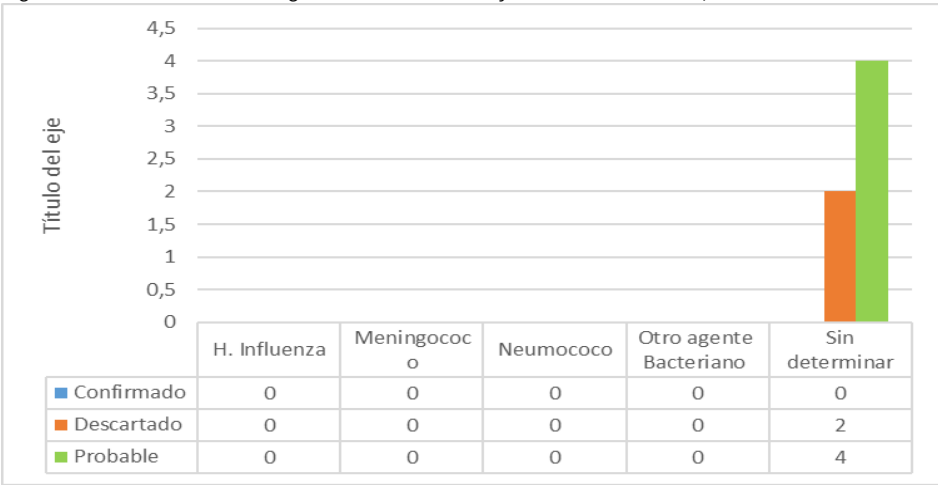 4,5
4
3,5
3
2,5
2
1,5
1
0,5
0
Título del eje
H. Influenza
Meningococ
o
Neumococo
Otro agente
Bacteriano
Sin
determinar
Confirmado 0 0 0 0 0
Descartado 0 0 0 0 2
Probable 0 0 0 0 4